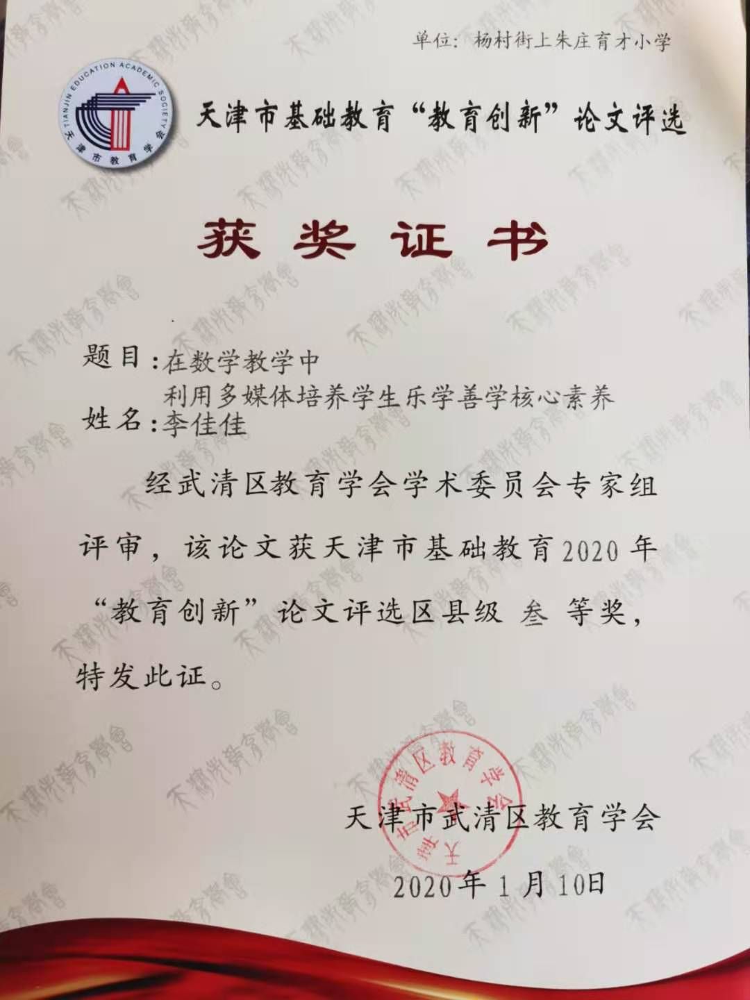 单位：杨村街上朱庄育才小学
TIANJIN EDUCATION ACADEMIC SOCIETY
天津市教育学会
天津市基础教育“教育创新”论文评选
获奖证书
题目：在数学教学中
利用多媒体培养学生乐学善学核心素养
姓名：李佳佳
经武清区教育学会学术委员会专家组
评审，该论文获天津市基础教育2020年
“教育创新”论文评选区县级 叁 等奖，
特发此证。
天津市武清区教育学会
天津市武清区教育学会
2020年1月10日